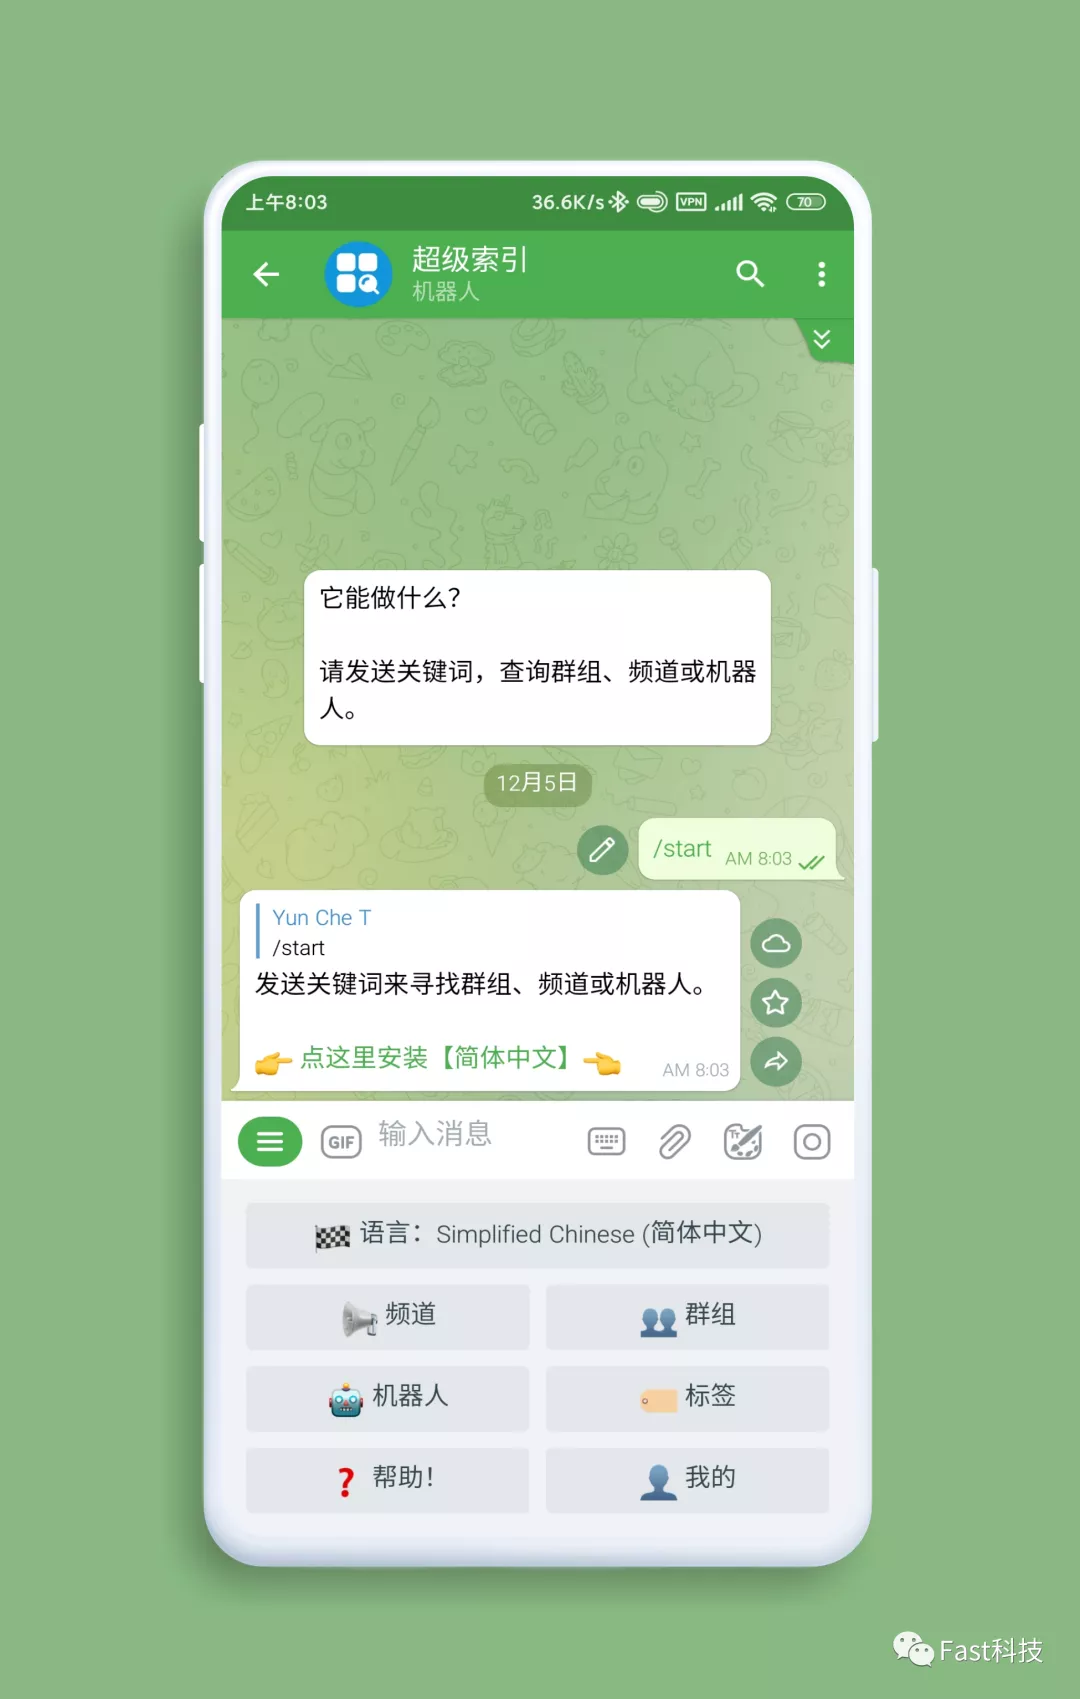 上午8:03
36.6K/s VPN 70
超级索引
机器人
它能做什么？
请发送关键词，查询群组、频道或机器
人。
12月5日
/start AM 8:03
Yun Che T
/start
发送关键词来寻找群组、频道或机器人。
点这里安装【简体中文】
AM 8:03
GIF 输入消息
语言：Simplified Chinese (简体中文)
频道 群组
机器人 标签
帮助！ 我的
Fast科技